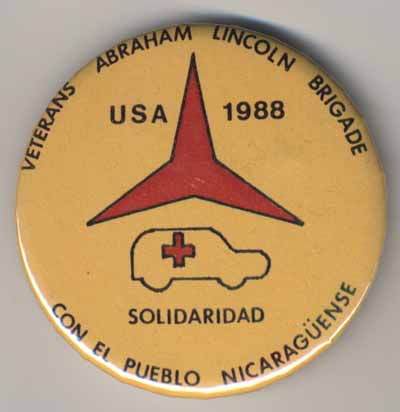 VETERANS ABRAHAM LINCOLN BRIGADE
USA 1988
SOLIDARIDAD
CON EL PUEBLO NICARAGÜENSE